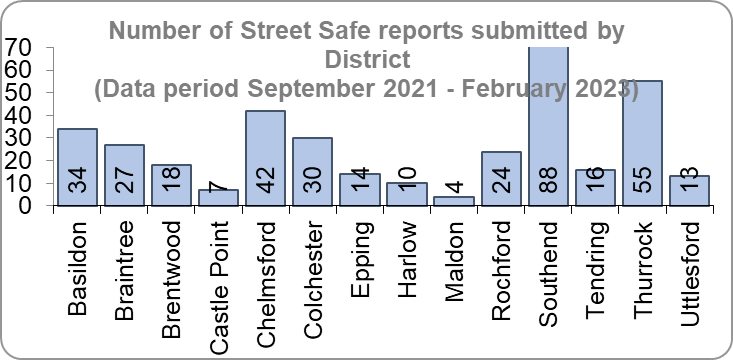 Number of Street Safe reports submitted by
District
(Data period September 2021 - February 2023)
70
60
50
40
30
20
10
0
34
27
18
7
42
30
14
10
4
24
88
16
55
13
Basildon
Braintree
Brentwood
Castle Point
Chelmsford
Colchester
Epping
Harlow
Maldon
Rochford
Southend
Tendring
Thurrock
Uttlesford